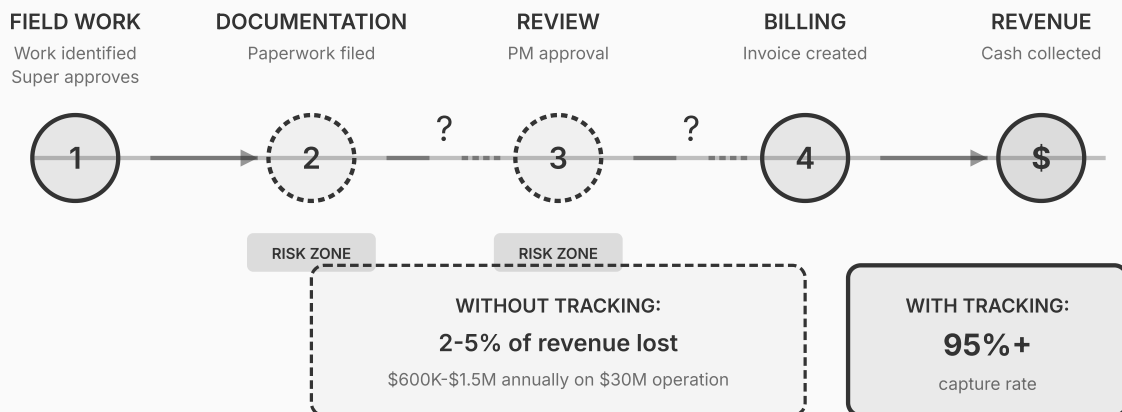 FIELD WORK
Work identified
Super approves
DOCUMENTATION
Paperwork filed
REVIEW
PM approval
BILLING
Invoice created
REVENUE
Cash collected
1
2
?
3
?
4
$
RISK ZONE
RISK ZONE
WITHOUT TRACKING:
2-5% of revenue lost
$600K-$1.5M annually on $30M operation
WITH TRACKING:
95%+
capture rate